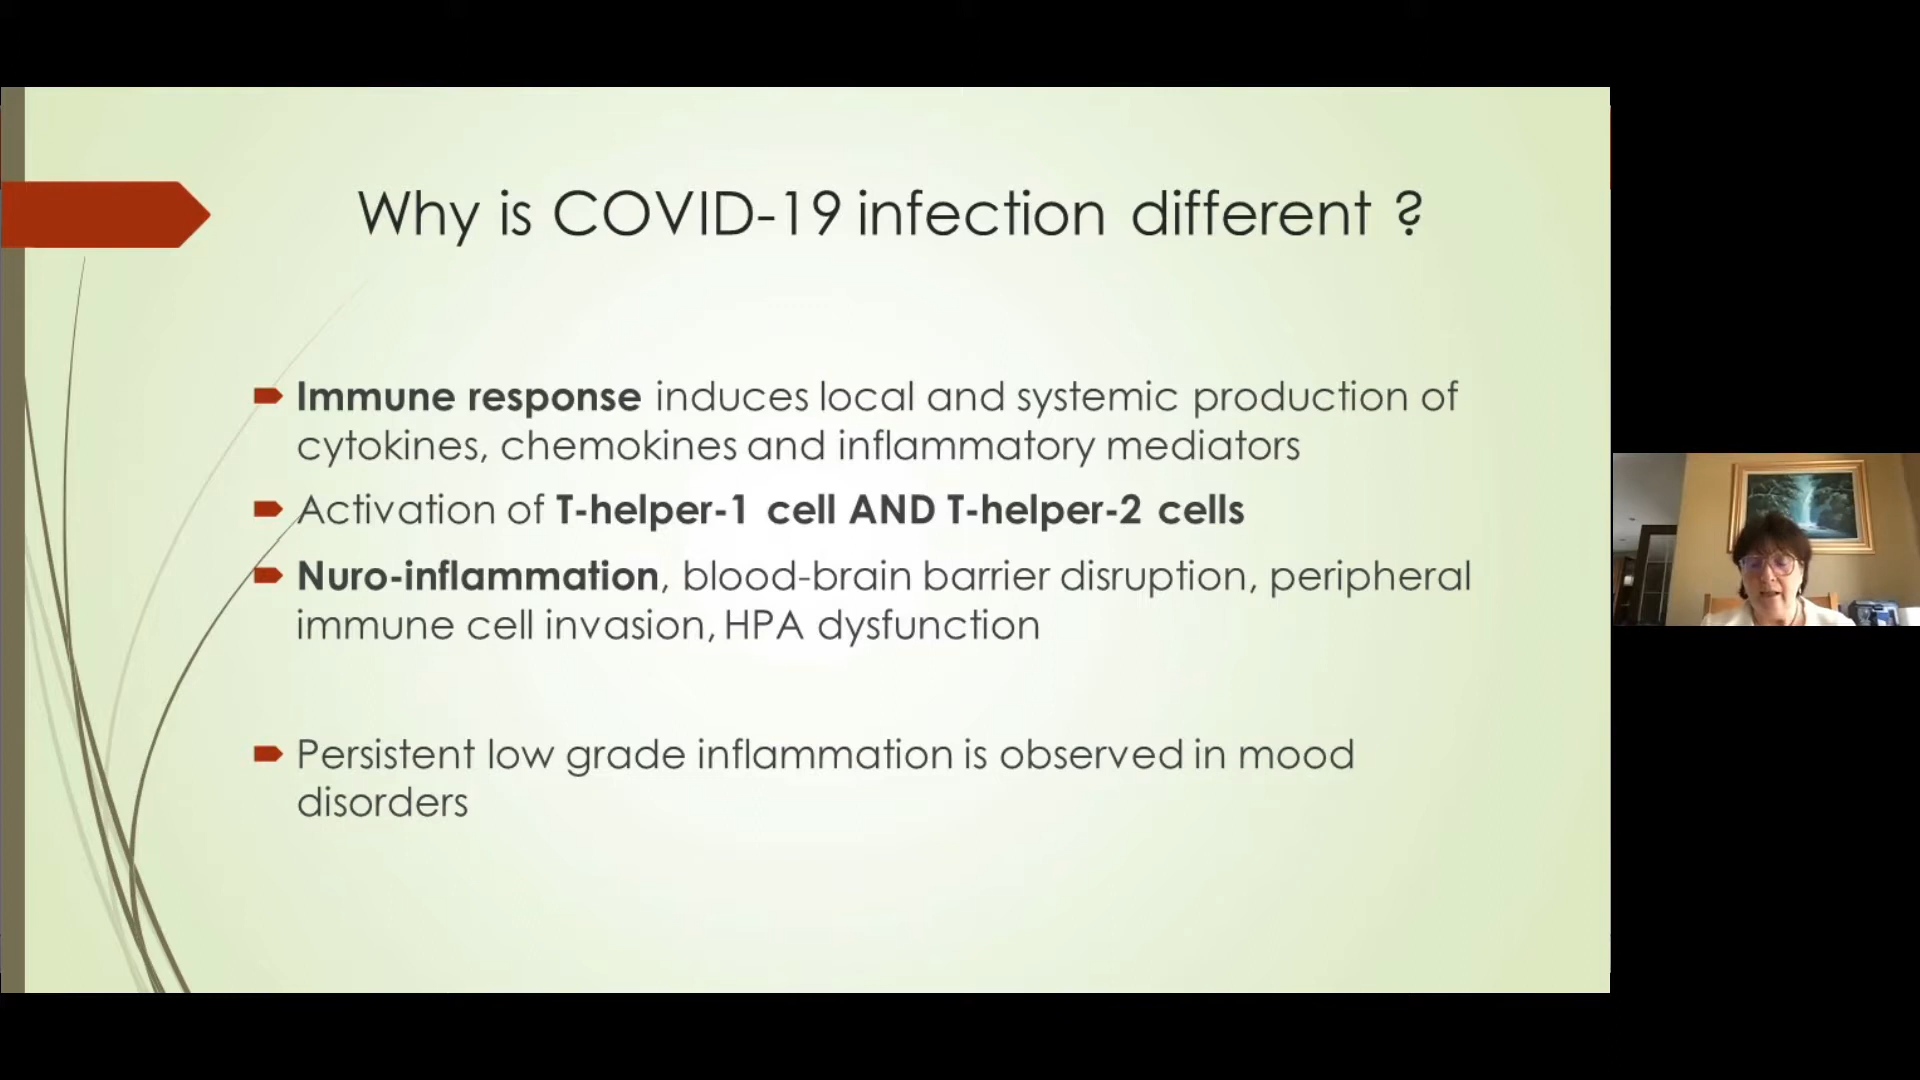 Why is COVID-19 infection different ?
Immune response induces local and systemic production of
cytokines, chemokines and inflammatory mediators
Activation of T-helper-1 cell AND T-helper-2 cells
Nuro-inflammation, blood-brain barrier disruption, peripheral
immune cell invasion, HPA dysfunction
Persistent low grade inflammation is observed in mood
disorders